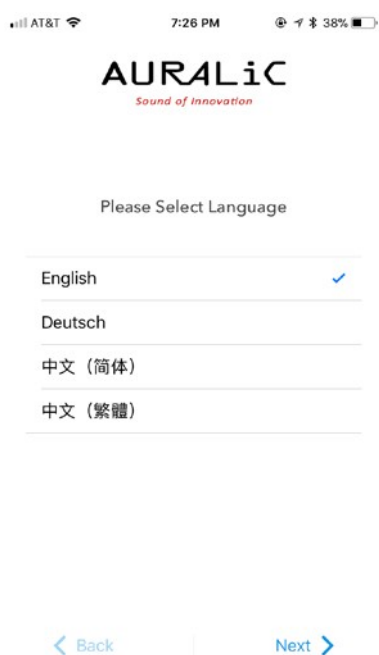 AT&T 7:26 PM 38%
AURALiC
Sound of innovation
Please Select Language
English
Deutsch
中文（简体）
中文（繁體）
Back Next